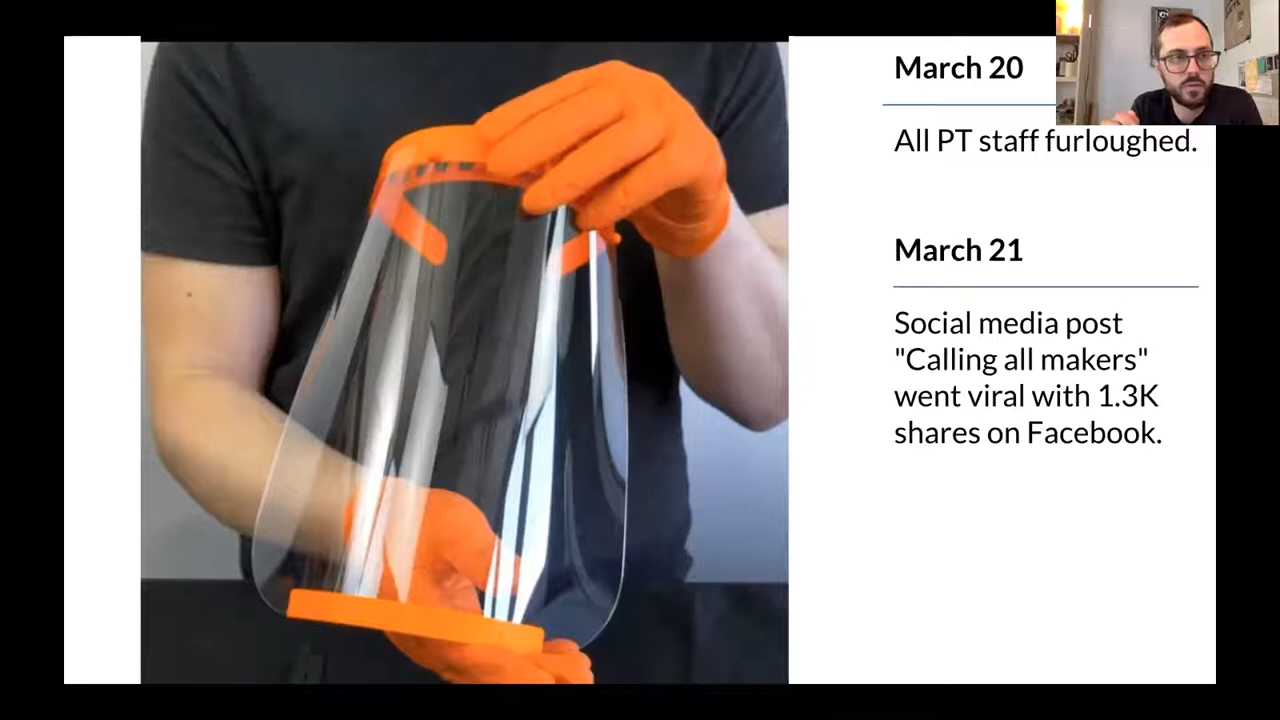 March 20
All PT staff furloughed.
March 21
Social media post
"Calling all makers"
went viral with 1.3K
shares on Facebook.